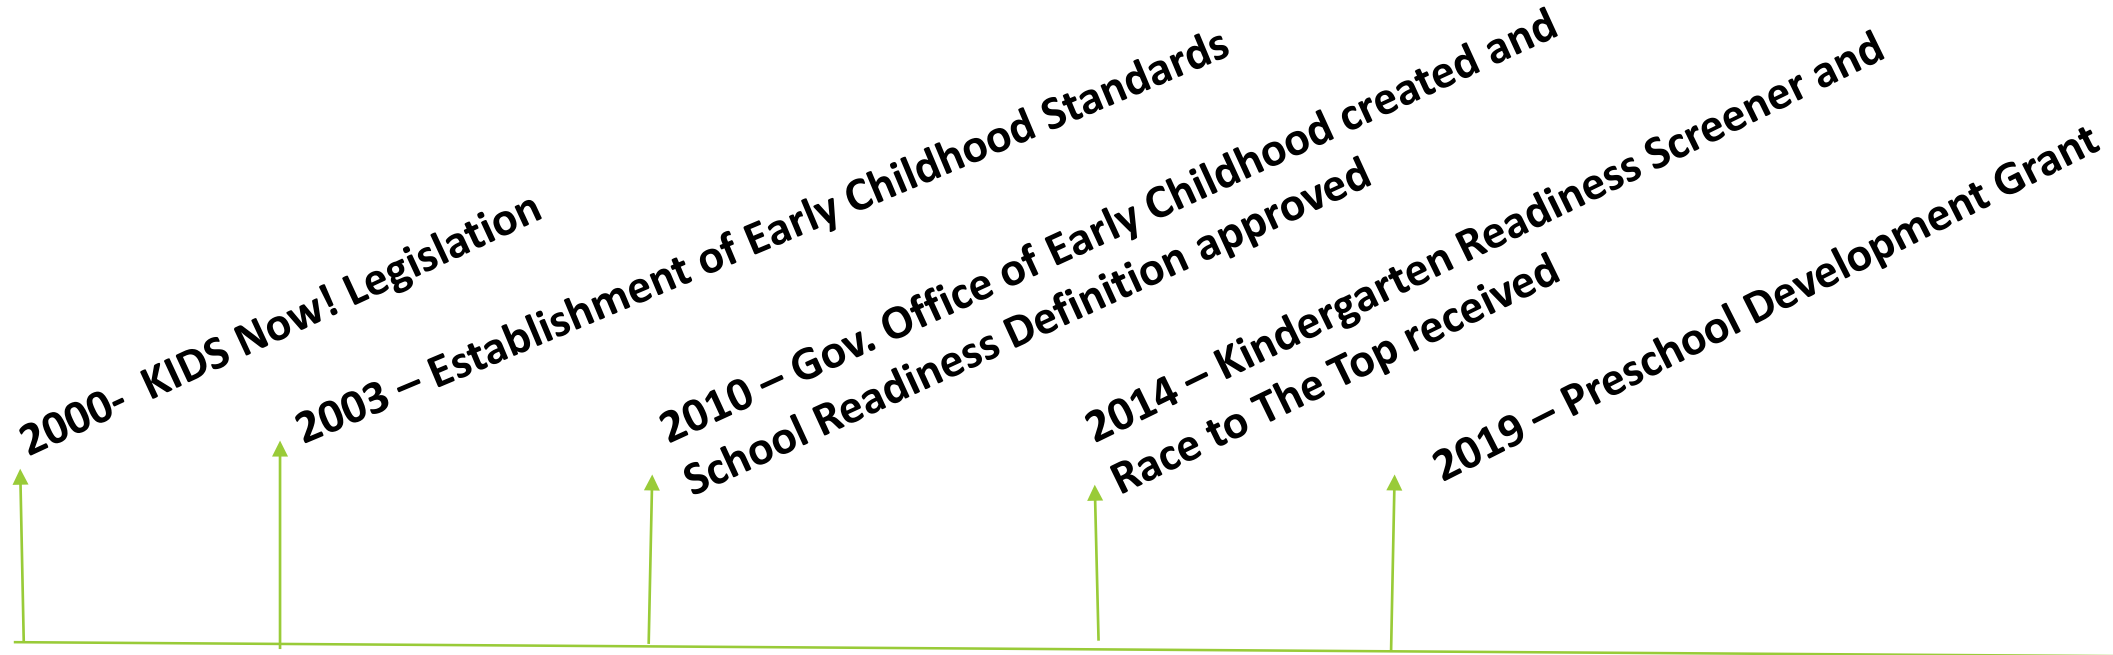 2000-  KIDS Now! Legislation
2003 – Establishment of Early Childhood Standards
2010 – Gov. Office of Early Childhood created and
School Readiness Definition approved
2014 – Kindergarten Readiness Screener and
Race to The Top received
2019 – Preschool Development Grant